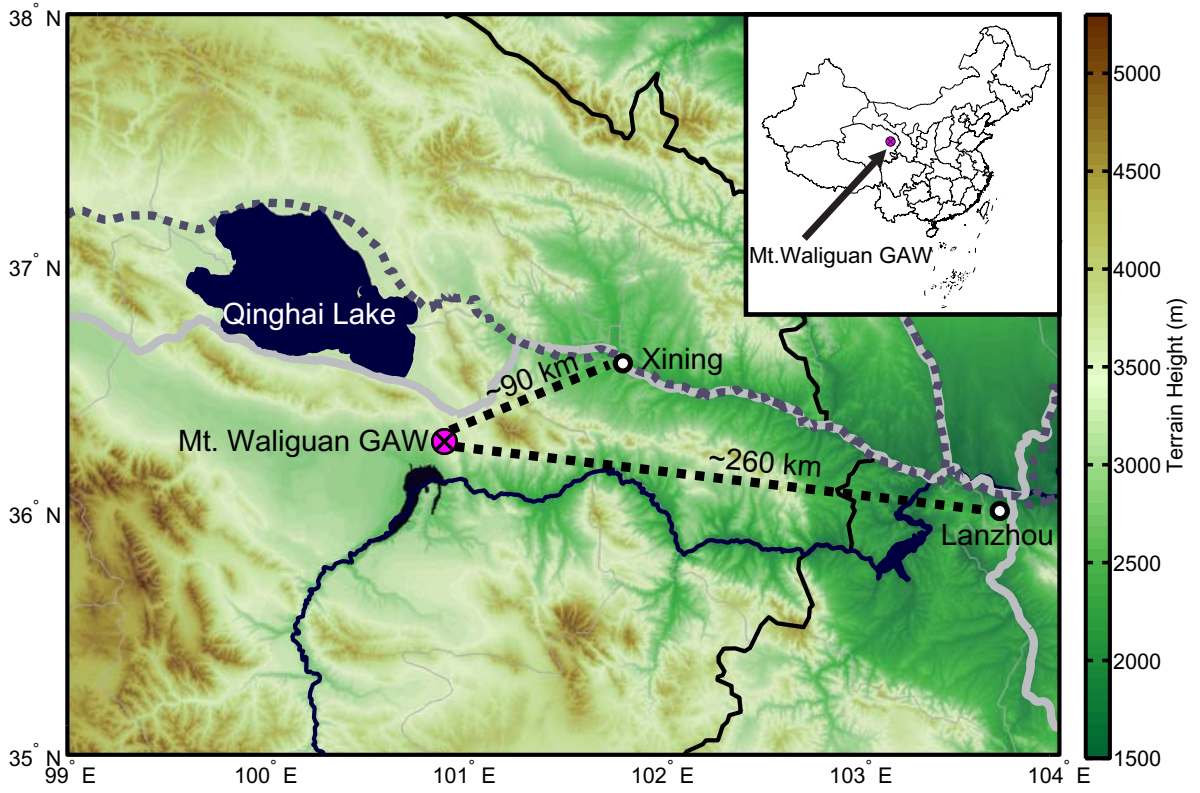 38° N
37° N
36° N
35° N
99° E
100° E
101° E
102° E
103° E
104° E
Qinghai Lake
Xining
~90 km
Mt. Waliguan GAW
~260 km
Lanzhou
Mt.Waliguan GAW
5000
4500
4000
3500
3000
2500
2000
1500
Terrain Height (m)